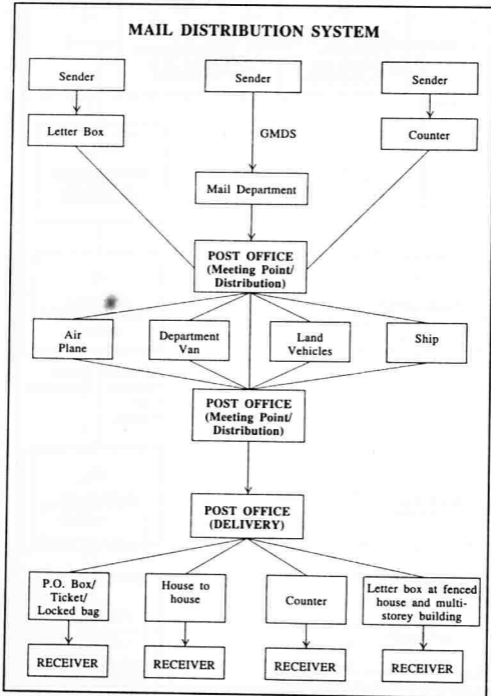 MAIL DISTRIBUTION SYSTEM
Sender
Sender
Sender
GMDS
Letter Box
Counter
Mail Department
POST OFFICE
(Meeting Point/
Distribution)
Air
Plane
Department
Van
Land
Vehicles
Ship
POST OFFICE
(Meeting Point/
Distribution)
POST OFFICE
(DELIVERY)
P.O. Box/
Ticket/
Locked bag
House to
house
Counter
Letter box at fenced
house and multi-
storey building
RECEIVER
RECEIVER
RECEIVER
RECEIVER